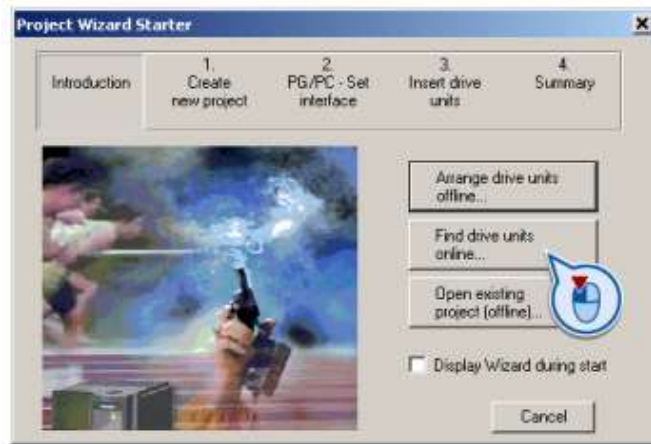 Project Wizard Starter
Introduction
1.
Create
new project
2.
PG/PC - Set
interface
3.
Insert drive
units
4.
Summary
Arrange drive units
offline...
Find drive units
online...
Open existing
project (offline)...
Display Wizard during start
Cancel